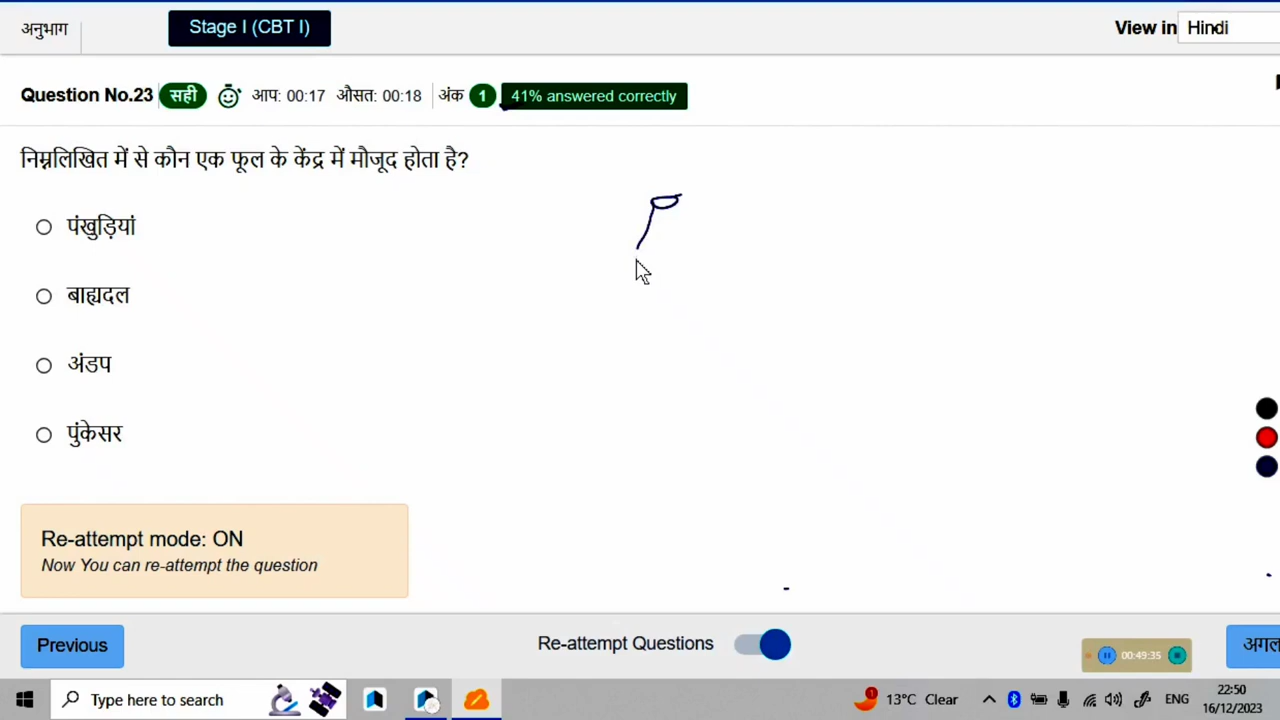 अनुभाग Stage I (CBT I) View in Hindi
Question No.23 सही आप: 00:17 औसत: 00:18 अंक 1 41% answered correctly
निम्नलिखित में से कौन एक फूल के केंद्र में मौजूद होता है?
पंखुड़ियां
बाह्यदल
अंडप
पुंकेसर
Re-attempt mode: ON
Now You can re-attempt the question
Previous Re-attempt Questions 00:49:35
Type here to search 1 13°C Clear ENG 22:50
16/12/2023